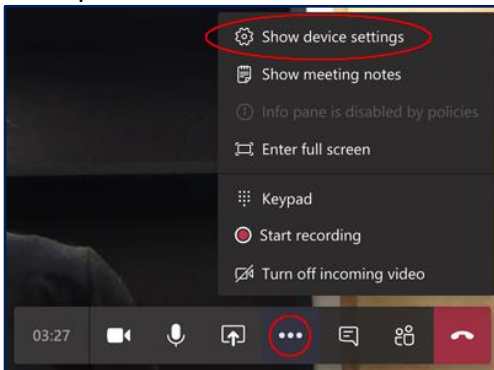 Show device settings
Show meeting notes
Info pane is disabled by policies
Enter full screen
Keypad
Start recording
Turn off incoming video
03:27